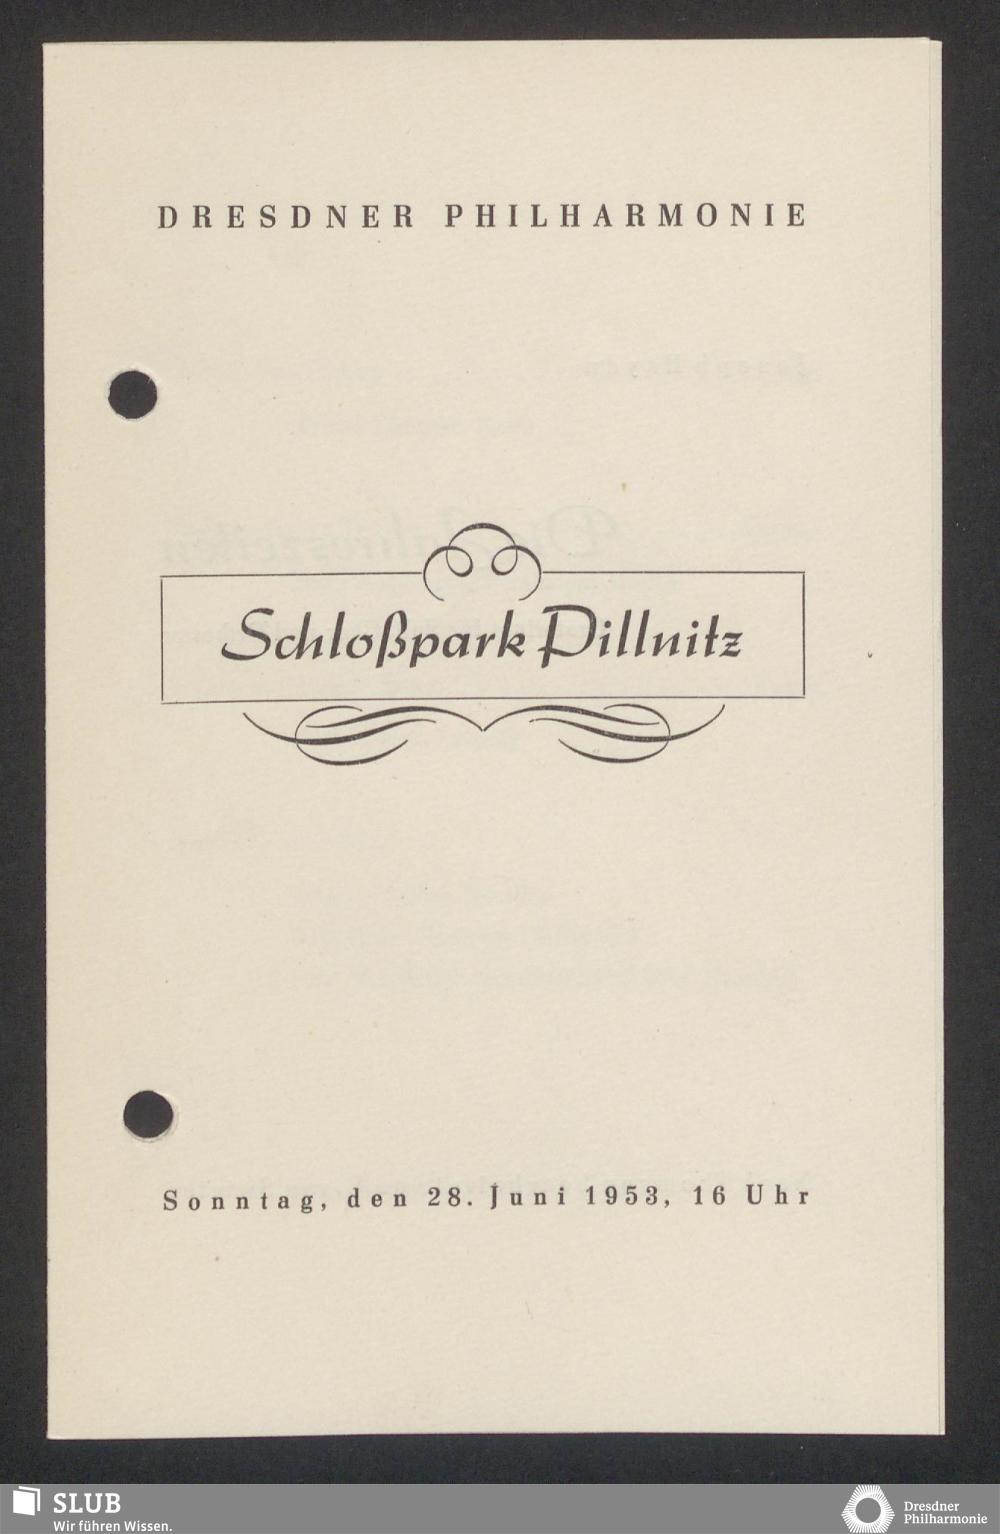 DRESDNER PHILHARMONIE
Schloßpark Pillnitz
Sonntag, den 28. Juni 1953, 16 Uhr
SLUB
Wir führen Wissen.
Dresdner
Philharmonie